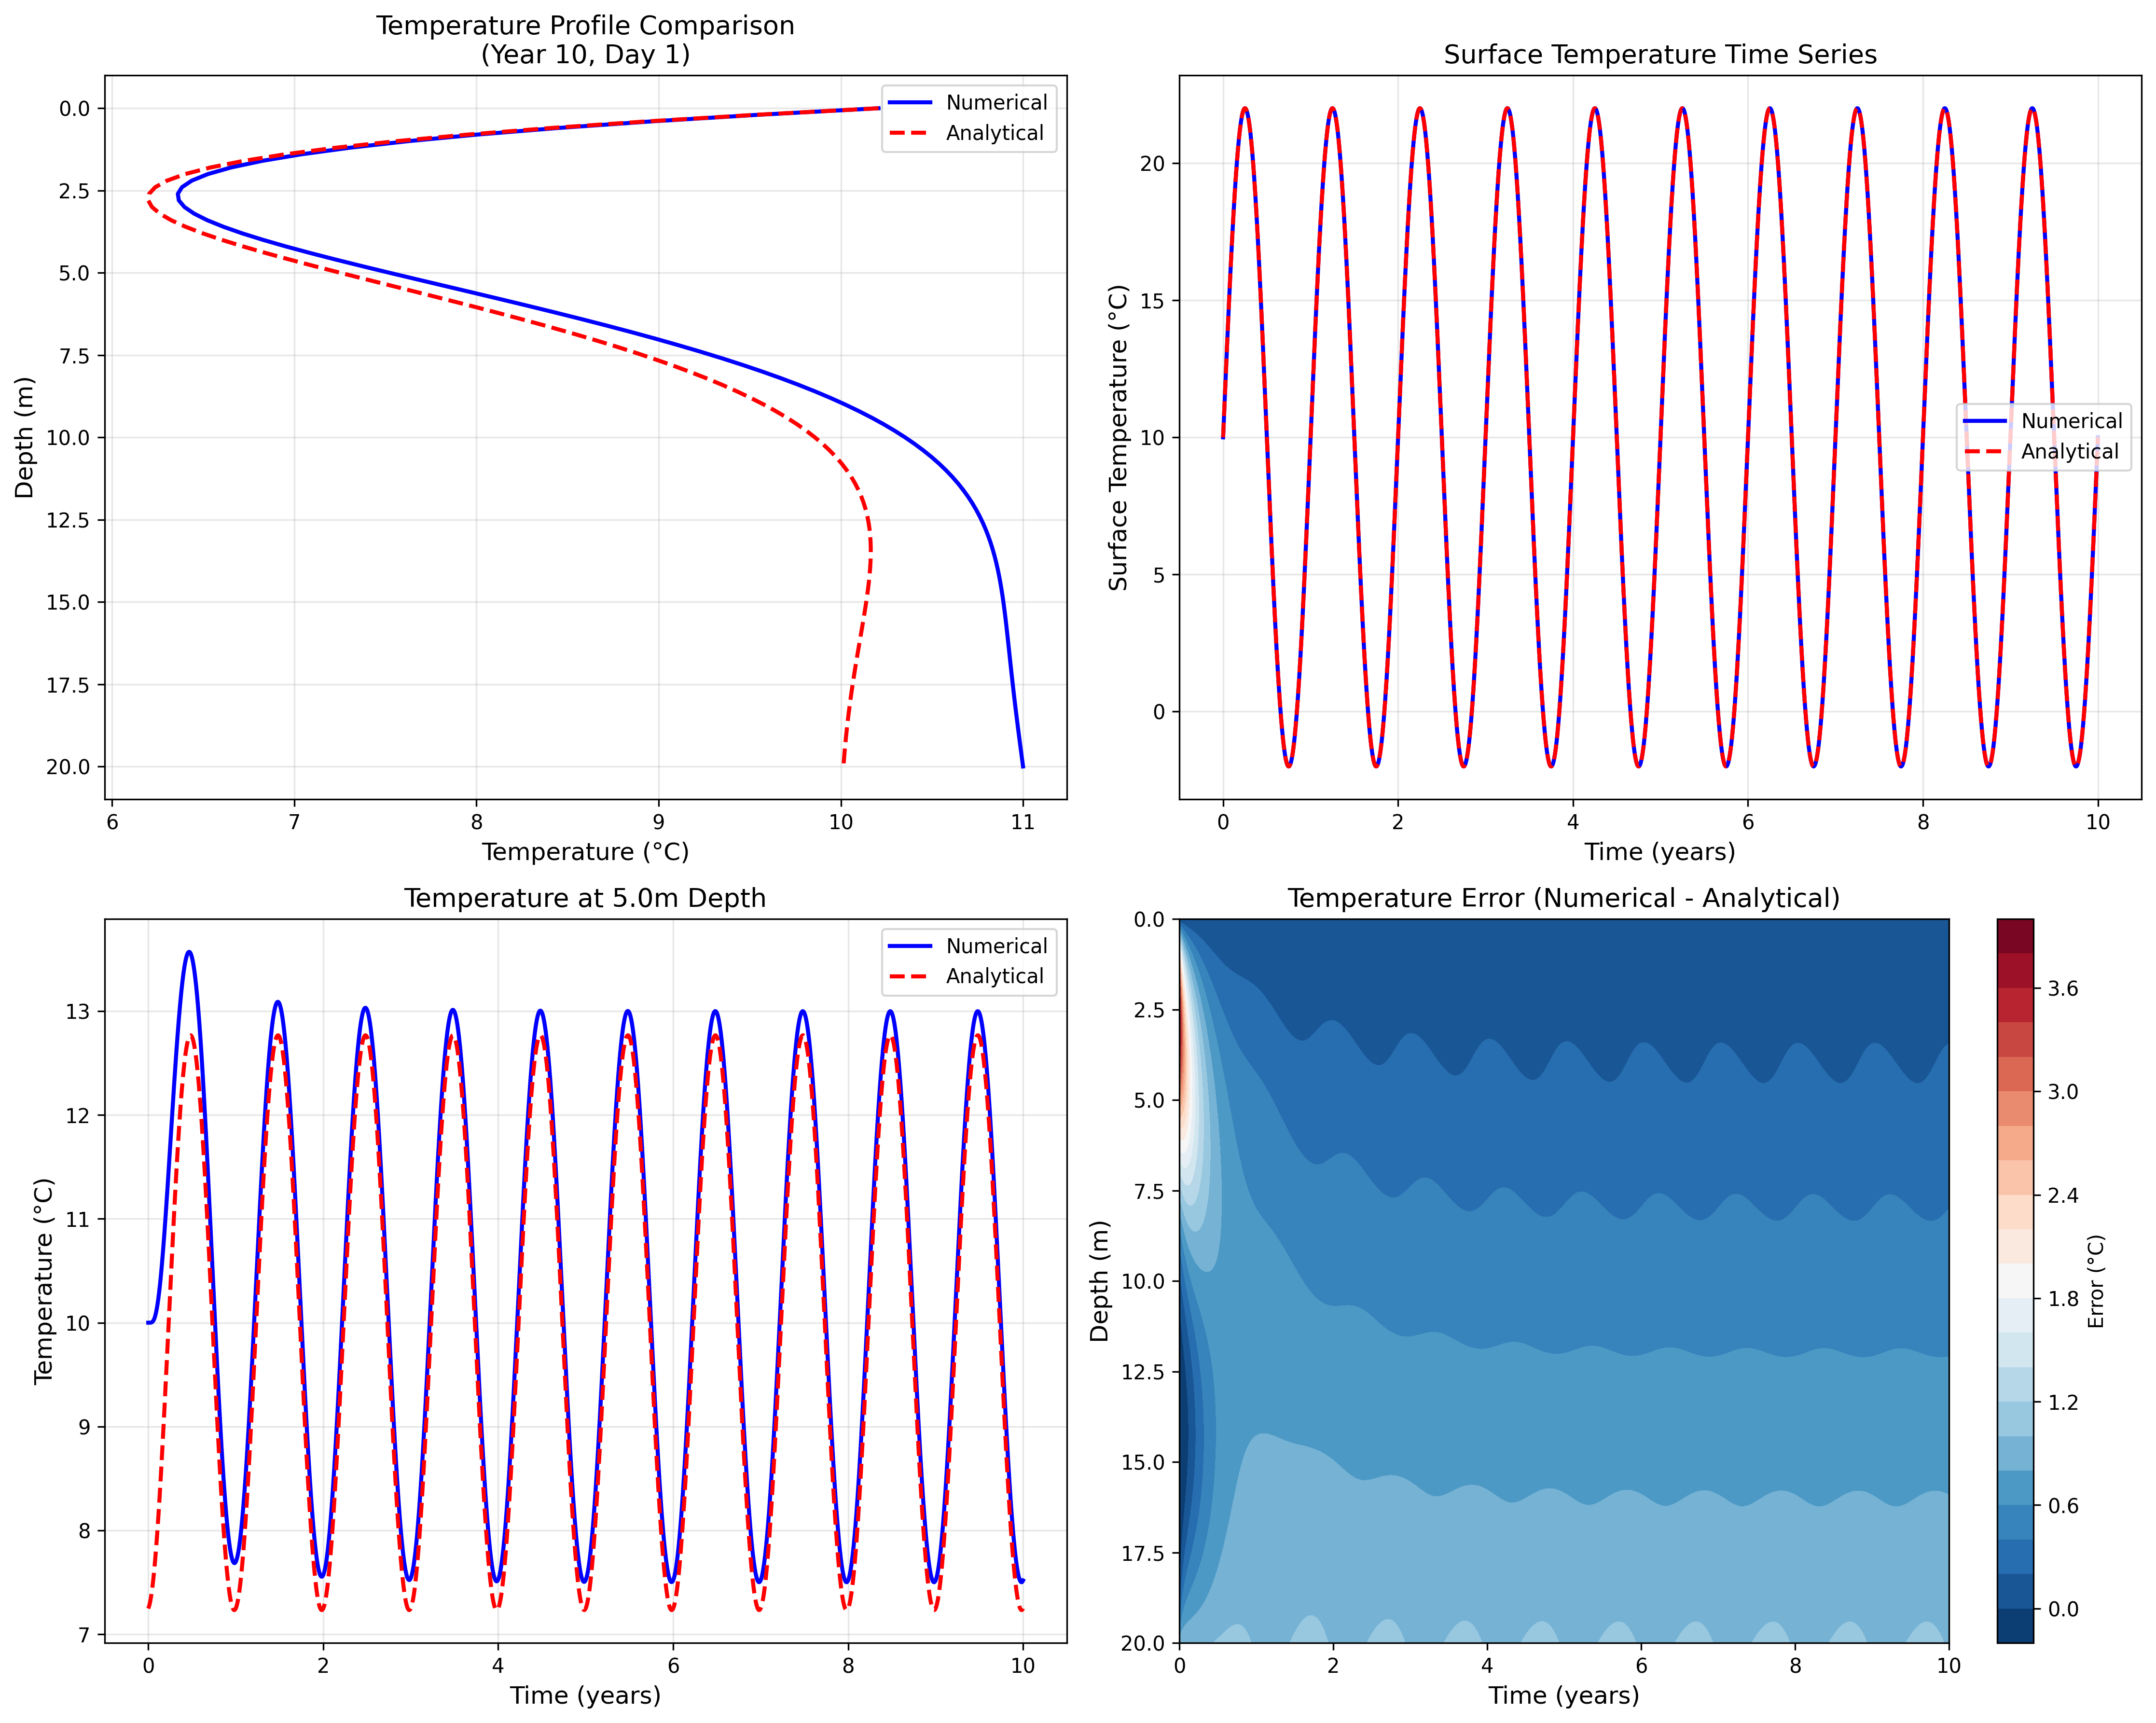 Temperature Profile Comparison
(Year 10, Day 1)
Numerical
Analytical
0.0
2.5
5.0
7.5
10.0
12.5
15.0
17.5
20.0
Depth (m)
6 7 8 9 10 11
Temperature (°C)
Surface Temperature Time Series
Numerical
Analytical
20
15
10
5
0
Surface Temperature (°C)
0 2 4 6 8 10
Time (years)
Temperature at 5.0m Depth
Numerical
Analytical
13
12
11
10
9
8
7
Temperature (°C)
0 2 4 6 8 10
Time (years)
Temperature Error (Numerical - Analytical)
0.0
2.5
5.0
7.5
10.0
12.5
15.0
17.5
20.0
Depth (m)
0 2 4 6 8 10
Time (years)
3.6
3.0
2.4
1.8
1.2
0.6
0.0
Error (°C)